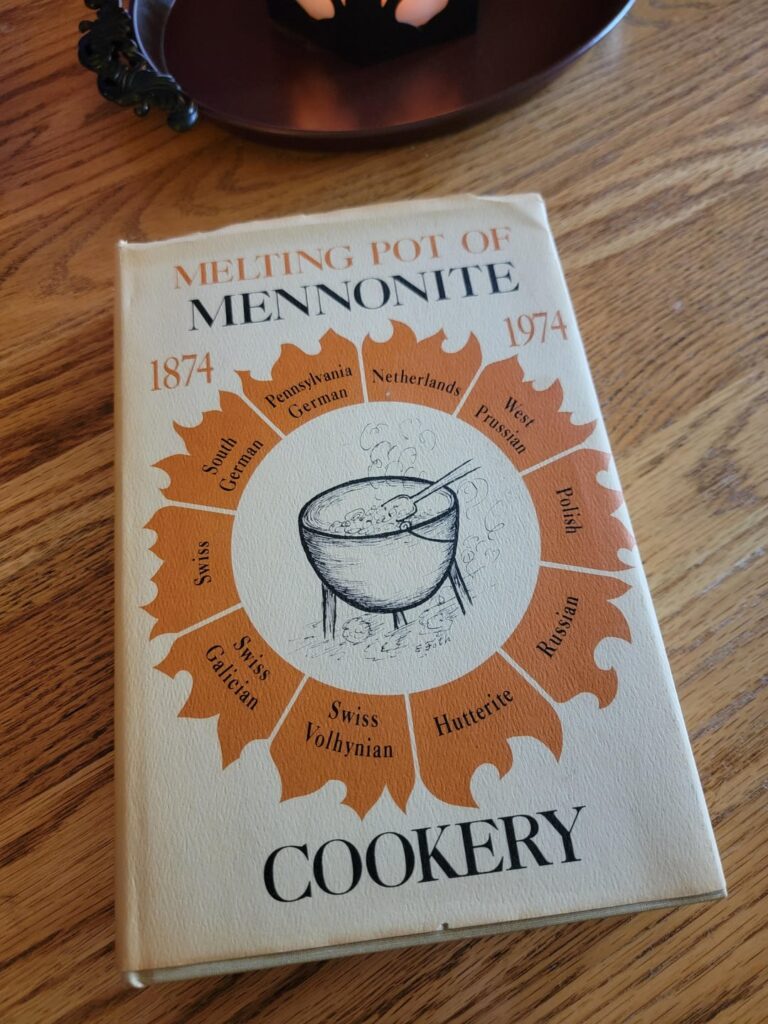 MELTING POT OF
MENNONITE
1874
1974
Pennsylvania
German
Netherlands
West
Prussian
Polish
Russian
Hutterite
Swiss
Volhynian
Swiss
Galician
Swiss
South
German
COOKERY